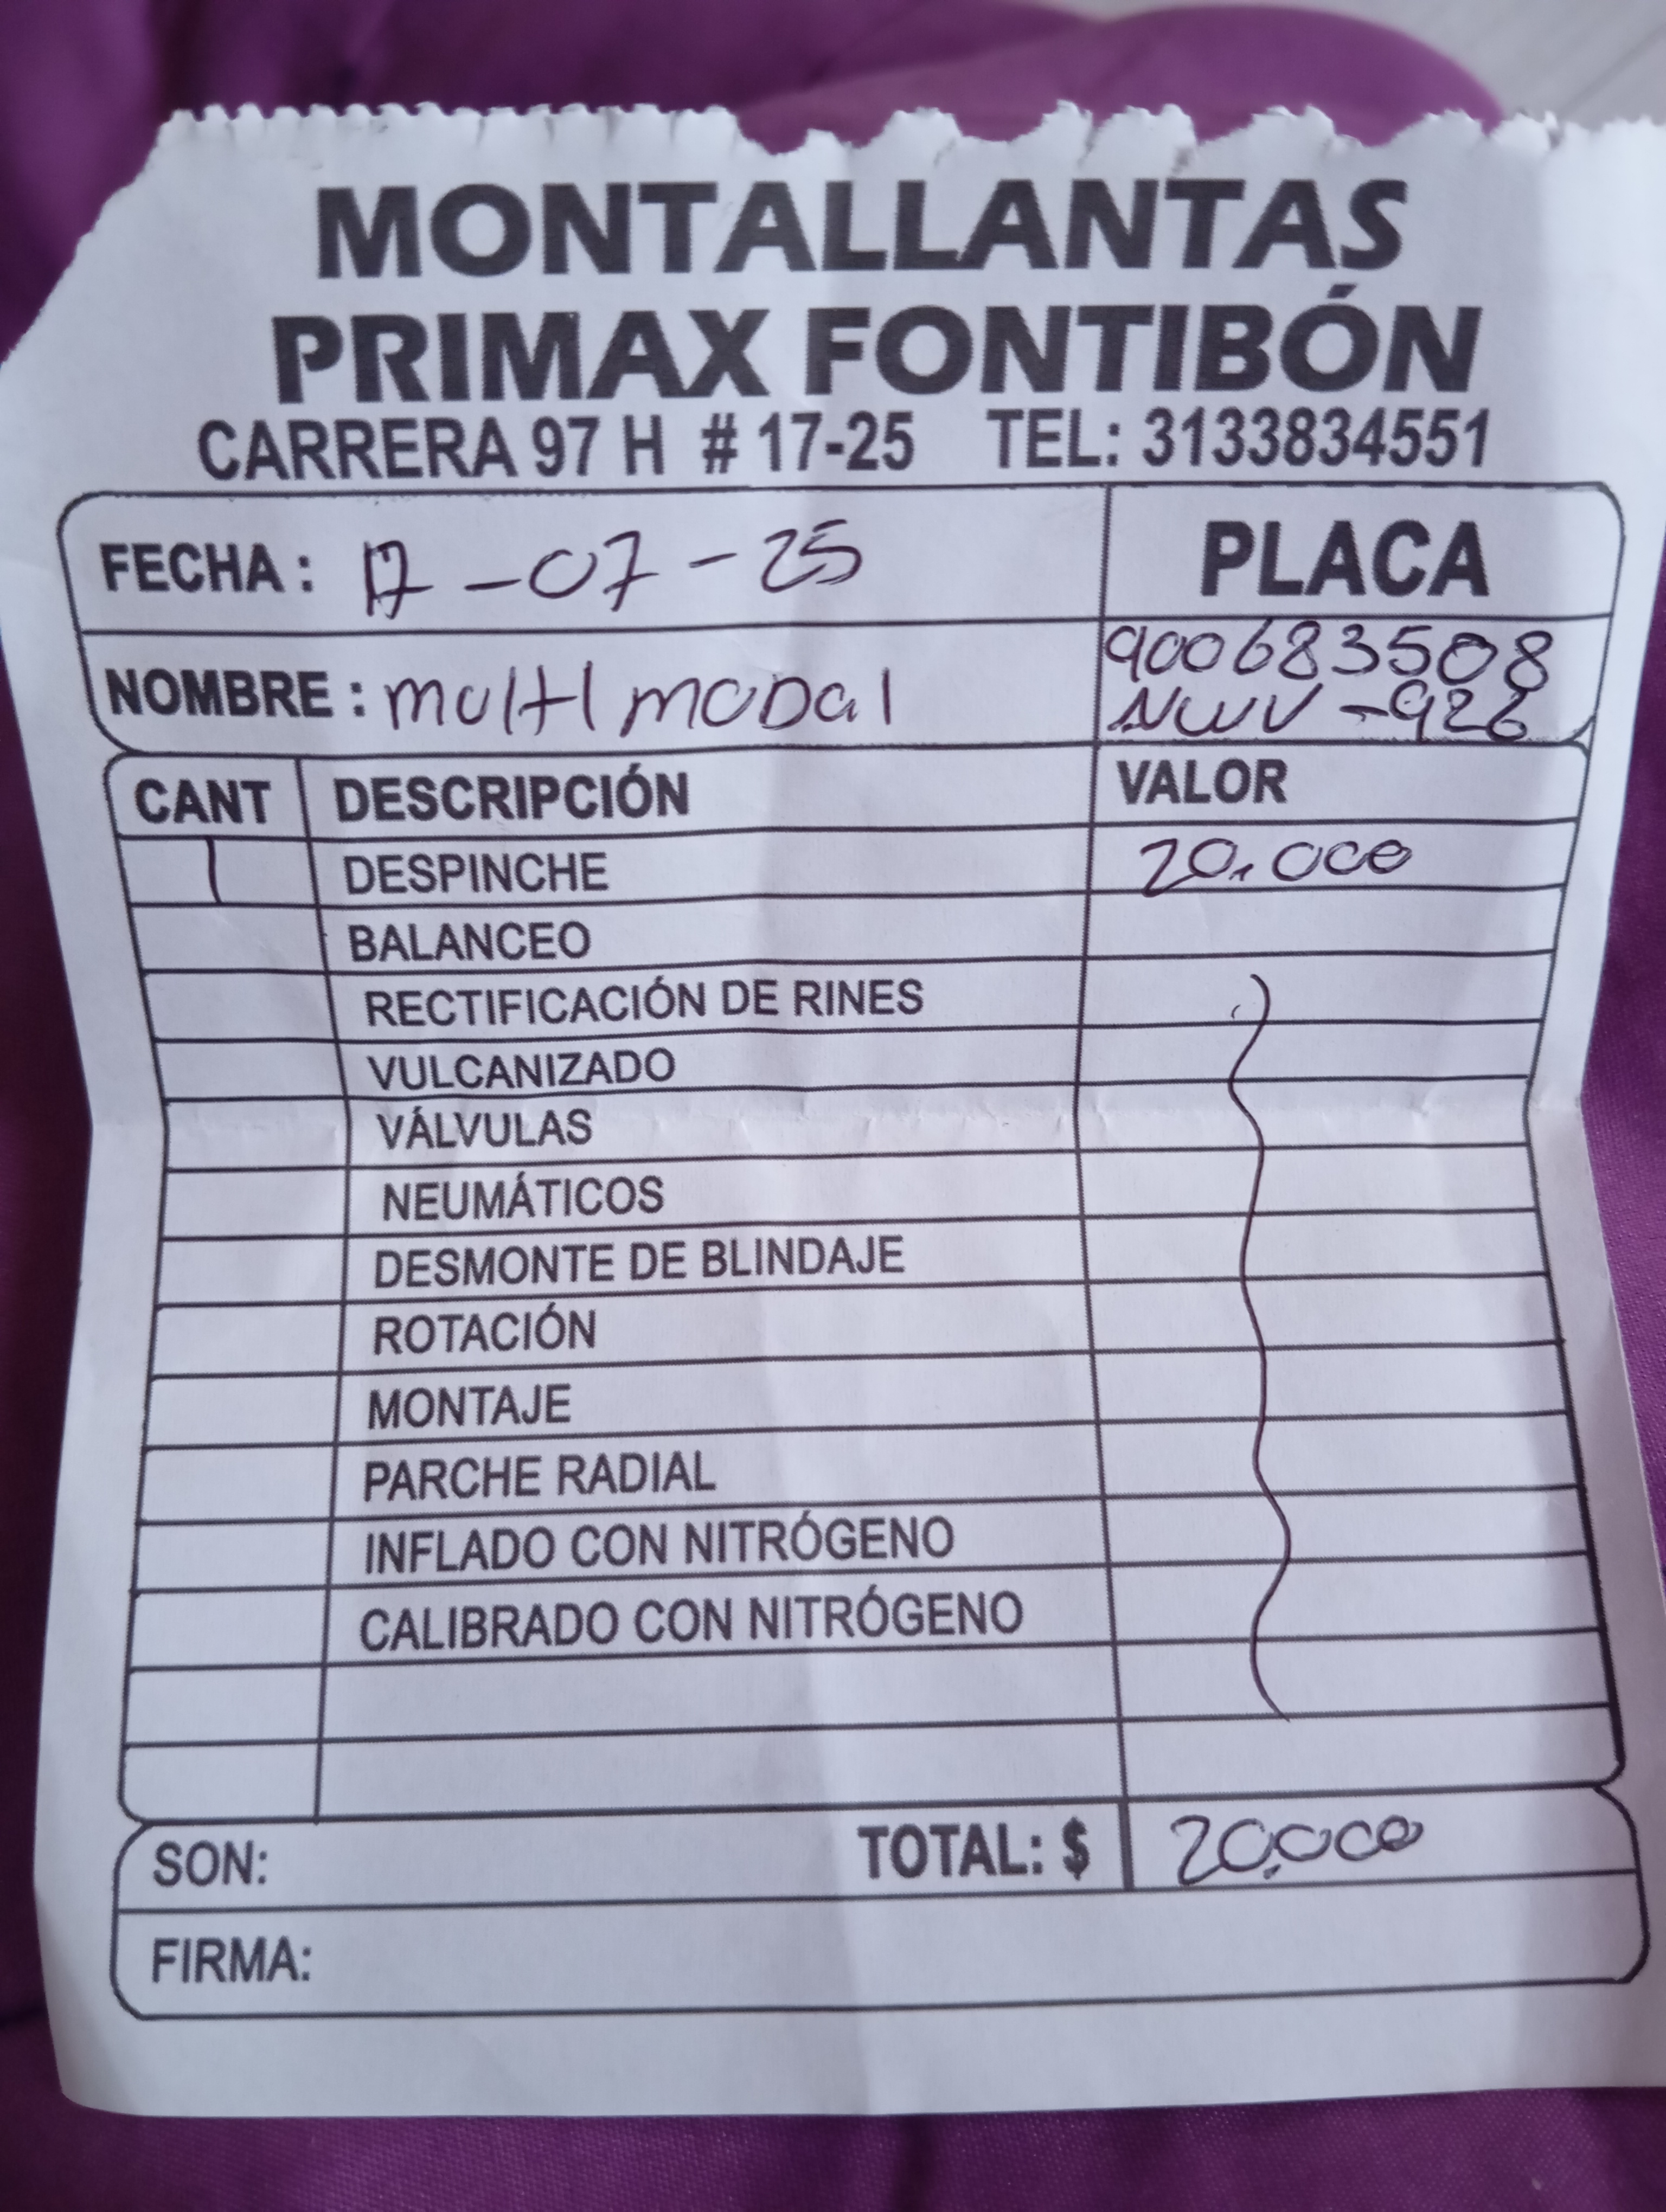 MONTALLANTAS
PRIMAX FONTIBÓN
CARRERA 97 H # 17-25 TEL: 3133834551
FECHA : 17-07-25 PLACA
900683508
NOMBRE : multimodal NWV-926
CANT DESCRIPCIÓN VALOR
1 DESPINCHE 20.000
BALANCEO
RECTIFICACIÓN DE RINES
VULCANIZADO
VÁLVULAS
NEUMÁTICOS
DESMONTE DE BLINDAJE
ROTACIÓN
MONTAJE
PARCHE RADIAL
INFLADO CON NITRÓGENO
CALIBRADO CON NITRÓGENO
SON: TOTAL: $ 20.000
FIRMA: